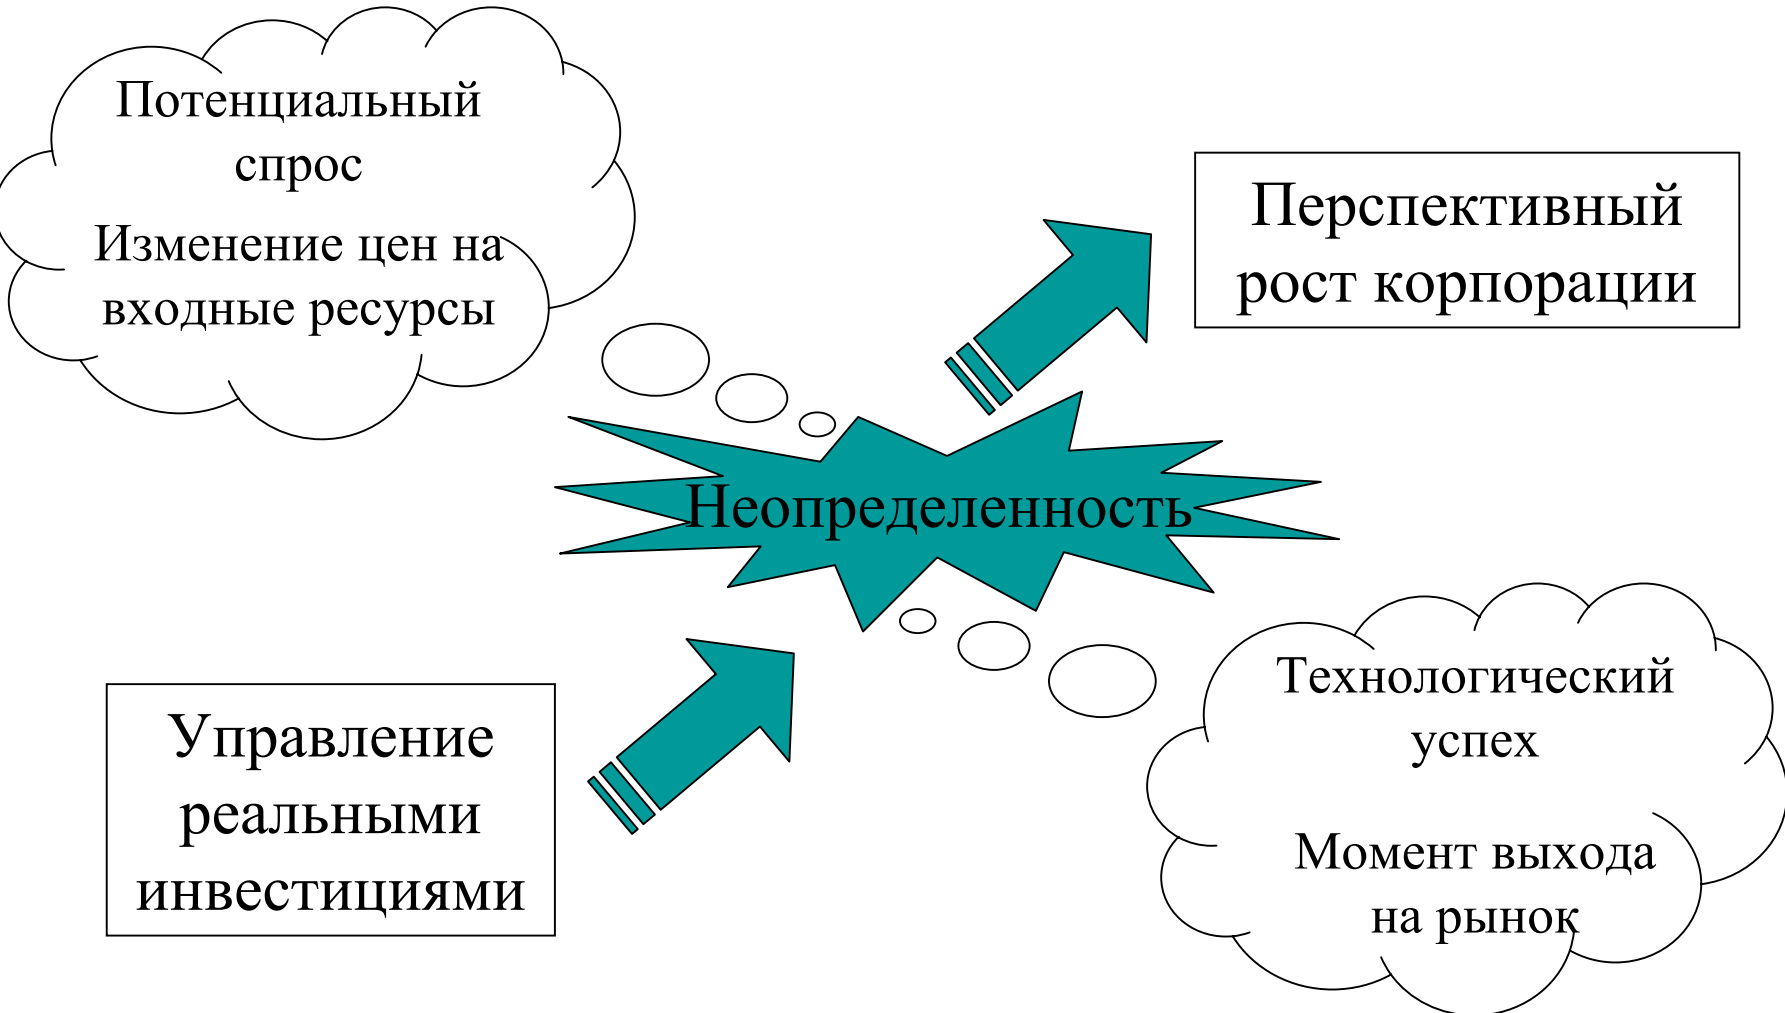 Потенциальный
спрос
Изменение цен на
входные ресурсы
Перспективный
рост корпорации
Неопределенность
Управление
реальными
инвестициями
Технологический
успех
Момент выхода
на рынок